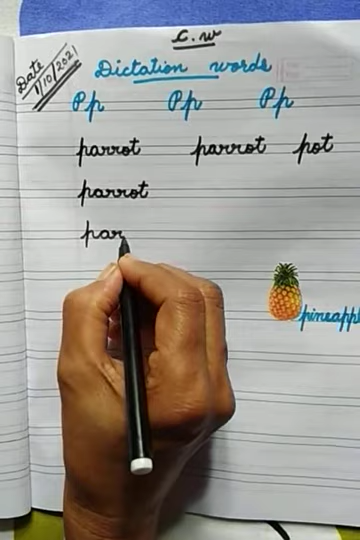 C.W
Date
1/10/2021
Dictation words
Pp Pp Pp
parrot parrot pot
parrot
par
pineappl